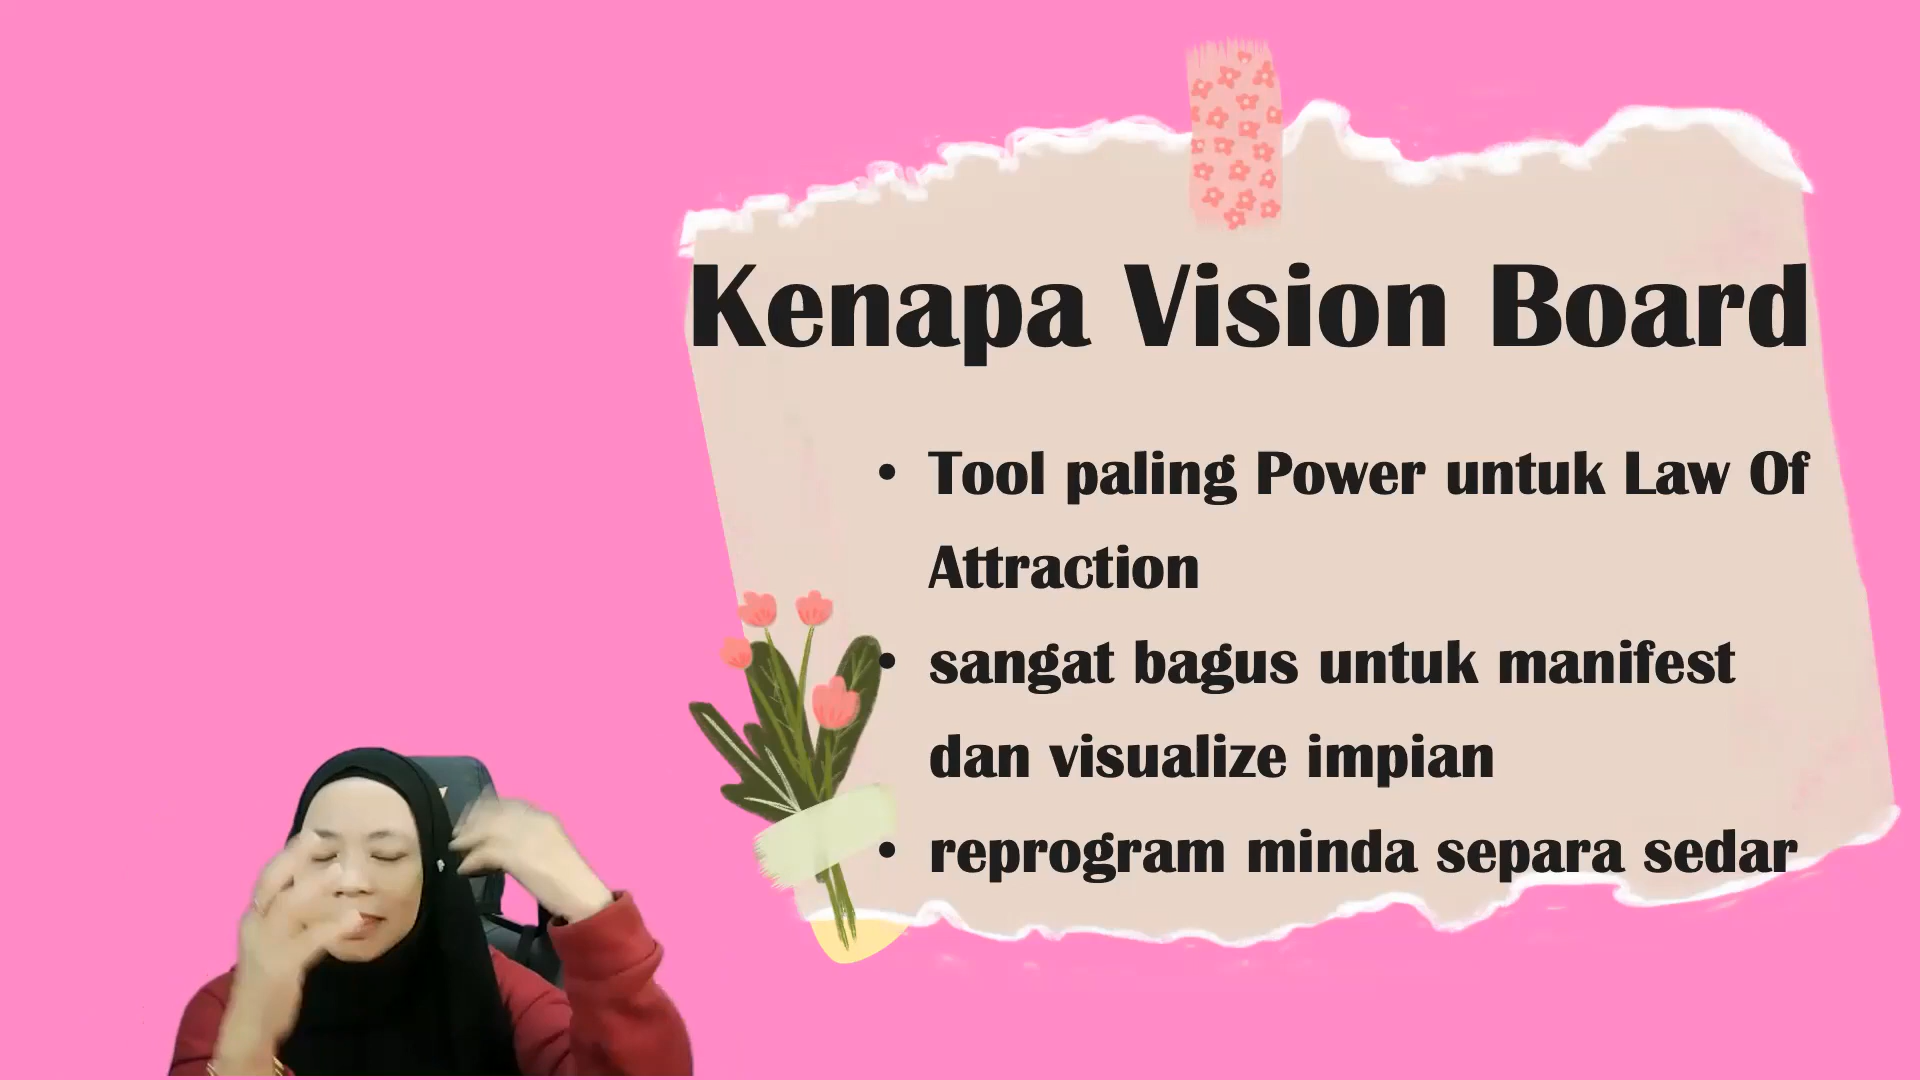 Kenapa Vision Board
• Tool paling Power untuk Law Of
Attraction
• sangat bagus untuk manifest
dan visualize impian
• reprogram minda separa sedar